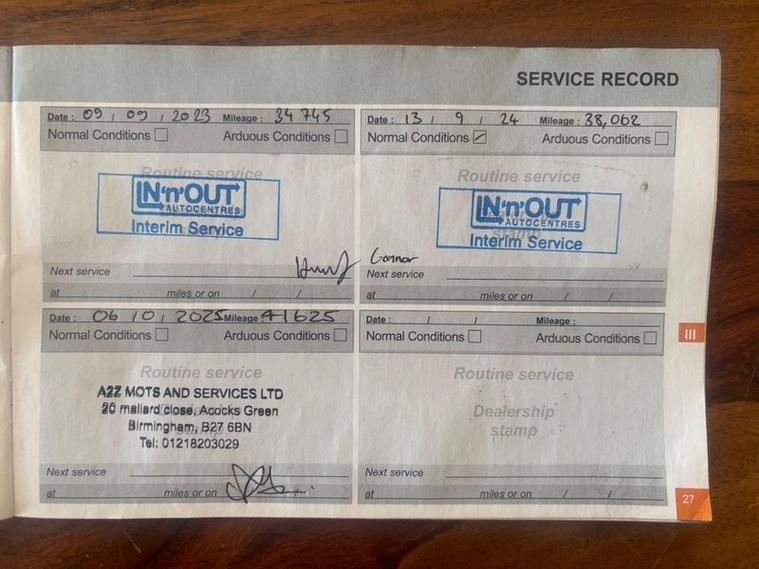 SERVICE RECORD
Date : 09 / 09 / 2023 Mileage : 34 745
Normal Conditions Arduous Conditions
Routine service
IN'n'OUT
AUTOCENTRES
Interim Service
Next service
at miles or on / /
Date : 13 / 9 / 24 Mileage : 38,062
Normal Conditions Arduous Conditions
Routine service
IN'n'OUT
AUTOCENTRES
stamp
Interim Service
Connor
Next service
at miles or on / /
Date : 06 / 10 / 2025 Mileage : 41625
Normal Conditions Arduous Conditions
Routine service
A2Z MOTS AND SERVICES LTD
20 mallard close, Acocks Green
Birmingham, B27 6BN
Tel: 01218203029
Next service
at miles or on
Date : / / Mileage :
Normal Conditions Arduous Conditions
Routine service
Dealership
stamp
Next service
at miles or on / /
III
27